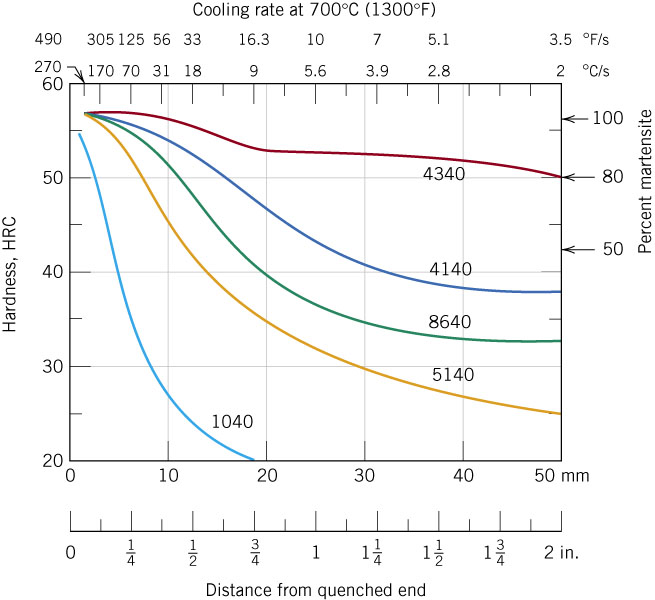 Cooling rate at 700°C (1300°F)
490 305 125 56 33 16.3 10 7 5.1 3.5 °F/s
270 170 70 31 18 9 5.6 3.9 2.8 2 °C/s
60
100
4340
80
50
Percent martensite
50
4140
40
8640
Hardness, HRC
30
5140
1040
20
0 10 20 30 40 50 mm
0 1/4 1/2 3/4 1 1 1/4 1 1/2 1 3/4 2 in.
Distance from quenched end